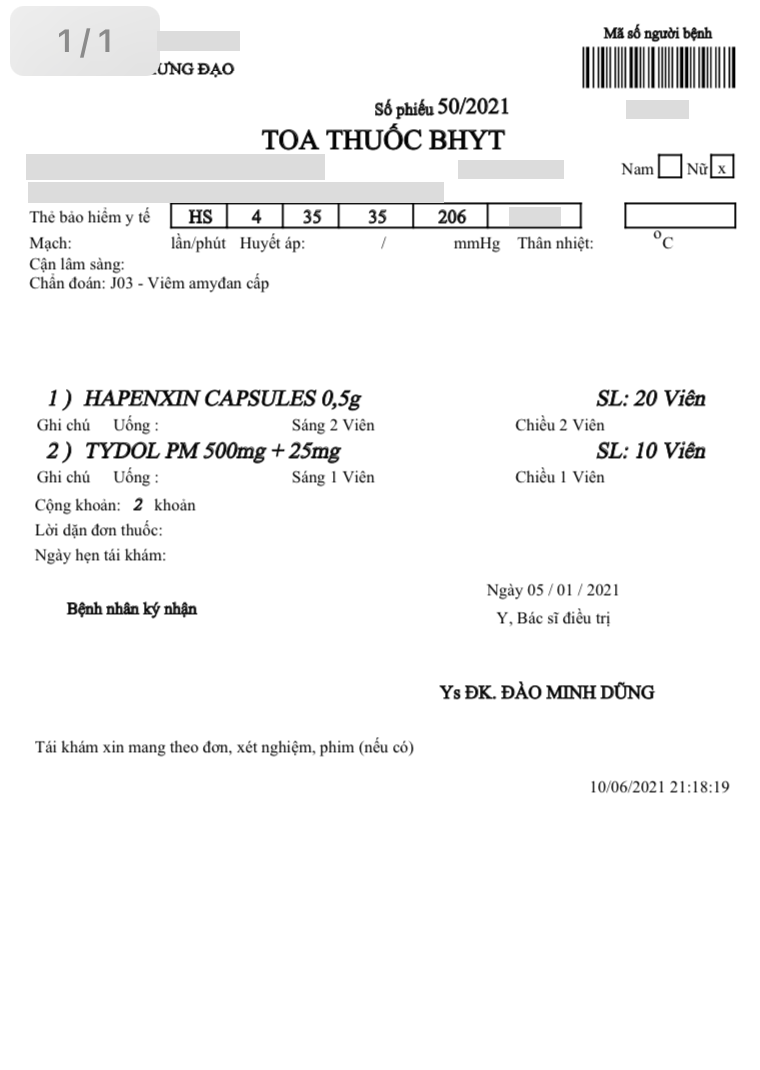 1/1
Mã số người bệnh
ƯNG ĐẠO
Số phiếu 50/2021
TOA THUỐC BHYT
Nam Nữ x
Thẻ bảo hiểm y tế HS 4 35 35 206
Mạch: lần/phút Huyết áp: / mmHg Thân nhiệt: °C
Cận lâm sàng:
Chẩn đoán: J03 - Viêm amyđan cấp
1 ) HAPENXIN CAPSULES 0,5g SL: 20 Viên
Ghi chú Uống : Sáng 2 Viên Chiều 2 Viên
2 ) TYDOL PM 500mg + 25mg SL: 10 Viên
Ghi chú Uống : Sáng 1 Viên Chiều 1 Viên
Cộng khoản: 2 khoản
Lời dặn đơn thuốc:
Ngày hẹn tái khám:
Ngày 05 / 01 / 2021
Bệnh nhân ký nhận
Y, Bác sĩ điều trị
Ys ĐK. ĐÀO MINH DŨNG
Tái khám xin mang theo đơn, xét nghiệm, phim (nếu có)
10/06/2021 21:18:19